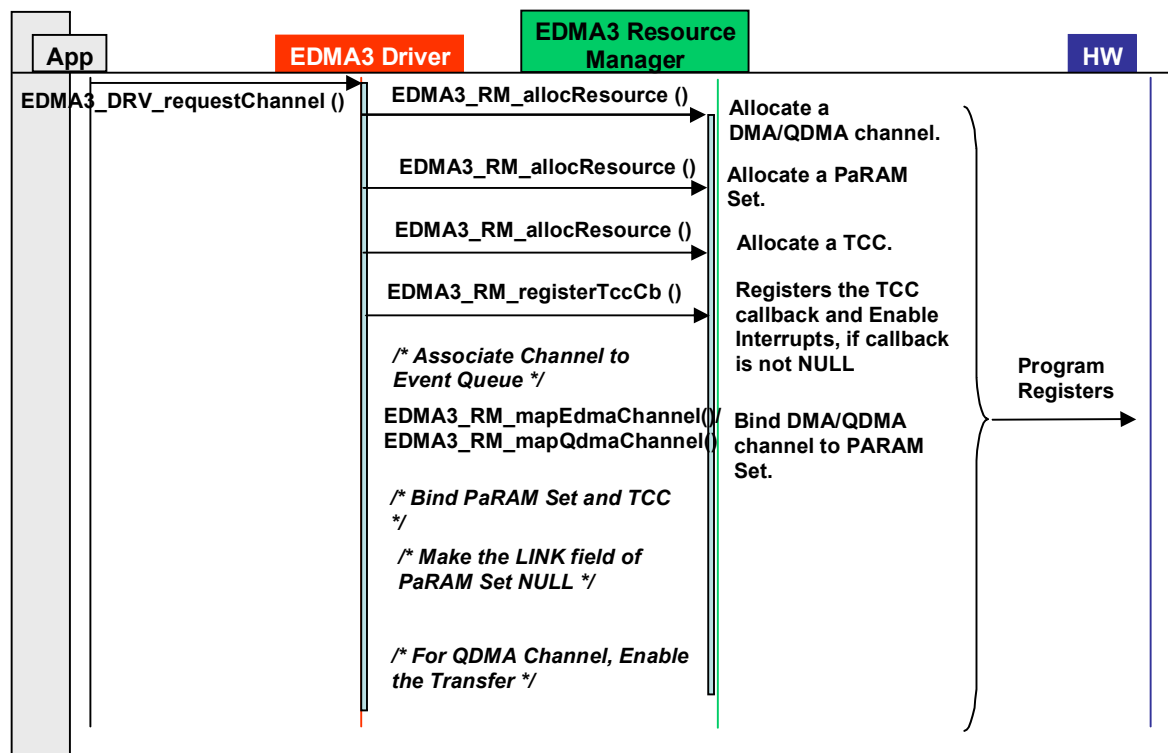 App
EDMA3 Driver
EDMA3 Resource
Manager
HW
EDMA3_DRV_requestChannel ()
EDMA3_RM_allocResource ()
Allocate a
DMA/QDMA channel.
EDMA3_RM_allocResource ()
Allocate a PaRAM
Set.
EDMA3_RM_allocResource ()
Allocate a TCC.
EDMA3_RM_registerTccCb ()
Registers the TCC
callback and Enable
Interrupts, if callback
is not NULL
/* Associate Channel to
Event Queue */
Program
Registers
EDMA3_RM_mapEdmaChannel()/
EDMA3_RM_mapQdmaChannel()
Bind DMA/QDMA
channel to PARAM
Set.
/* Bind PaRAM Set and TCC
*/
/* Make the LINK field of
PaRAM Set NULL */
/* For QDMA Channel, Enable
the Transfer */